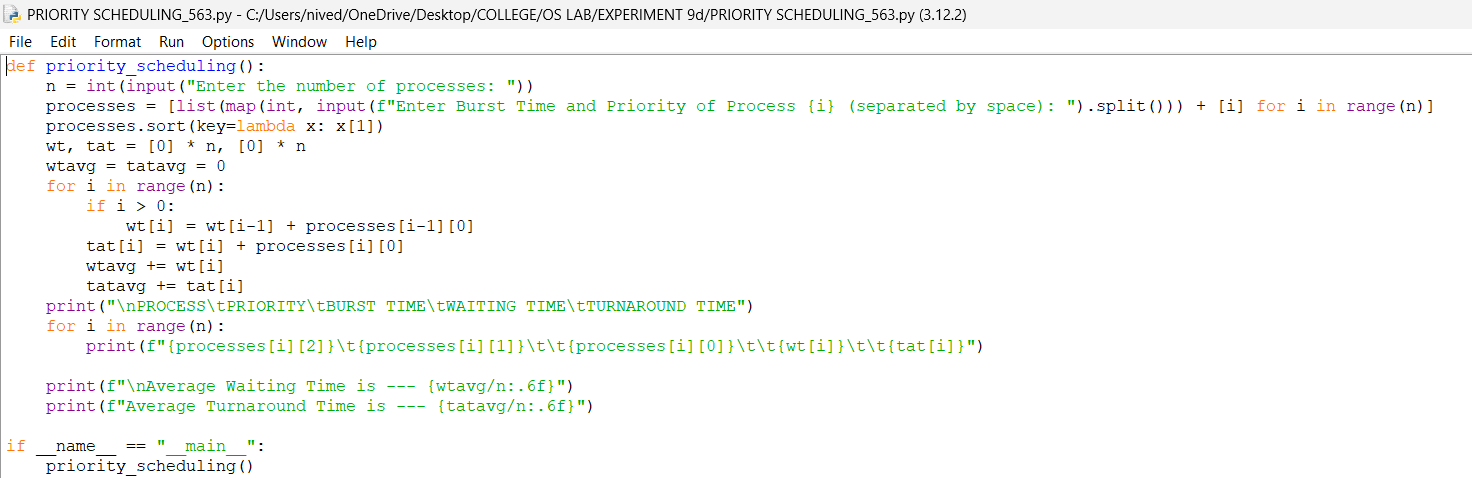 PRIORITY SCHEDULING_563.py - C:/Users/nived/OneDrive/Desktop/COLLEGE/OS LAB/EXPERIMENT 9d/PRIORITY SCHEDULING_563.py (3.12.2)
File Edit Format Run Options Window Help
def priority_scheduling():
    n = int(input("Enter the number of processes: "))
    processes = [list(map(int, input(f"Enter Burst Time and Priority of Process {i} (separated by space): ").split())) + [i] for i in range(n)]
    processes.sort(key=lambda x: x[1])
    wt, tat = [0] * n, [0] * n
    wtavg = tatavg = 0
    for i in range(n):
        if i > 0:
            wt[i] = wt[i-1] + processes[i-1][0]
        tat[i] = wt[i] + processes[i][0]
        wtavg += wt[i]
        tatavg += tat[i]
    print("\nPROCESS\tPRIORITY\tBURST TIME\tWAITING TIME\tTURNAROUND TIME")
    for i in range(n):
        print(f"{processes[i][2]}\t{processes[i][1]}\t\t{processes[i][0]}\t\t{wt[i]}\t\t{tat[i]}")
    print(f"\nAverage Waiting Time is --- {wtavg/n:.6f}")
    print(f"Average Turnaround Time is --- {tatavg/n:.6f}")
if __name__ == "__main__":
    priority_scheduling()